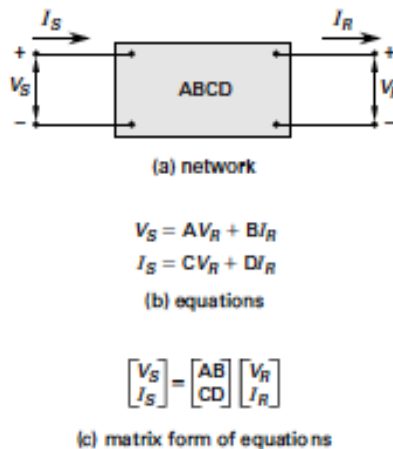 I_S I_R
+ +
V_S ABCD V
− −
(a) network
V_S = AV_R + BI_R
I_S = CV_R + DI_R
(b) equations
[V_S] = [AB] [V_R]
[I_S] [CD] [I_R]
(c) matrix form of equations